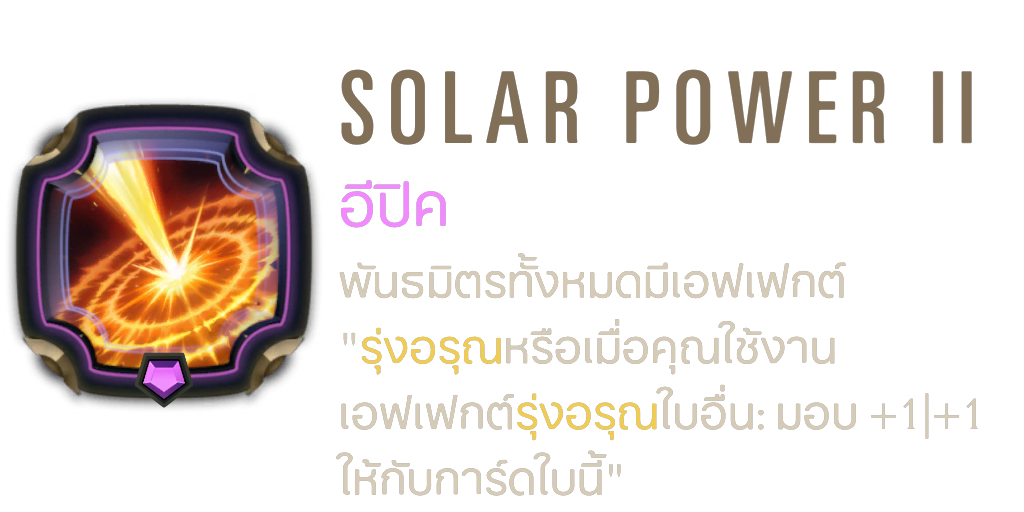 SOLAR POWER II
อีปิค
พันธมิตรทั้งหมดมีเอฟเฟกต์
"รุ่งอรุณหรือเมื่อคุณใช้งาน
เอฟเฟกต์รุ่งอรุณใบอื่น: มอบ +1|+1
ให้กับการ์ดใบนี้"